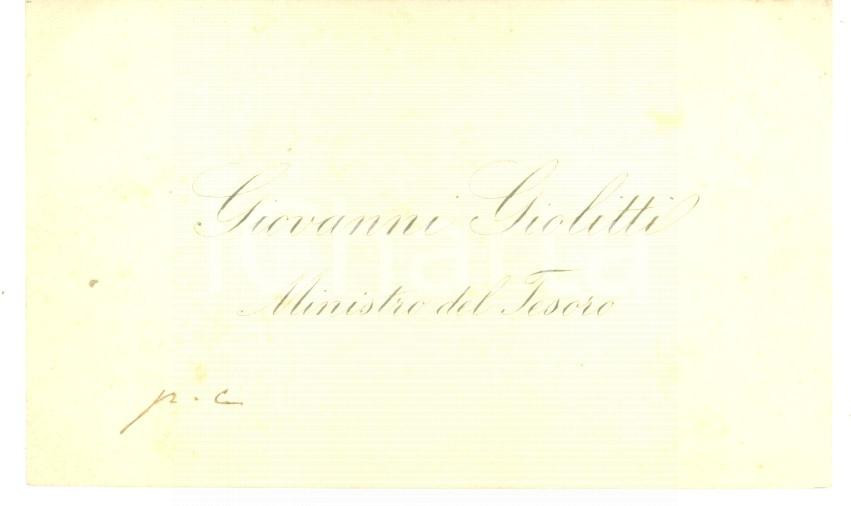 Giovanni Giolitti
Ministro del Tesoro
p. c